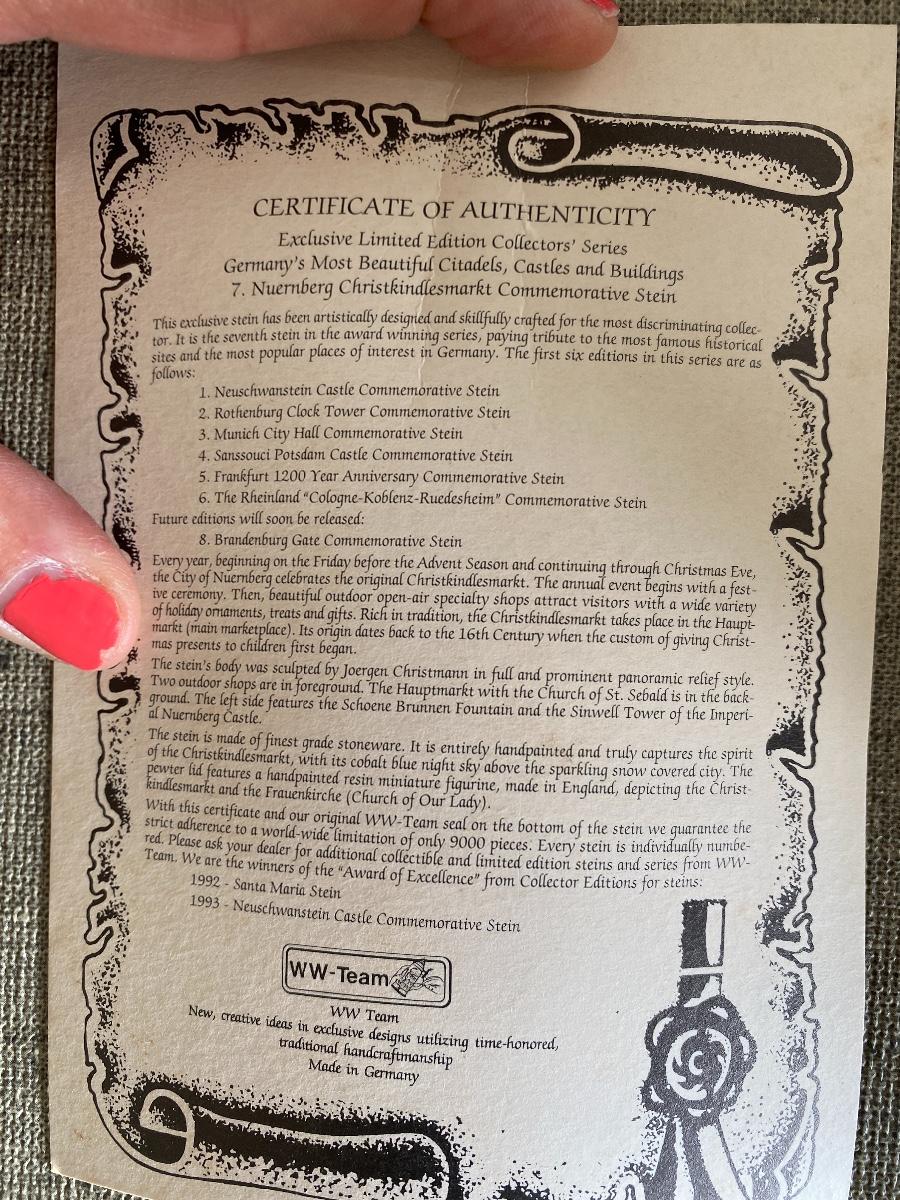 CERTIFICATE OF AUTHENTICITY
Exclusive Limited Edition Collectors' Series
Germany's Most Beautiful Citadels, Castles and Buildings
7. Nuernberg Christkindlesmarkt Commemorative Stein
This exclusive stein has been artistically designed and skillfully crafted for the most discriminating collec-
tor. It is the seventh stein in the award winning series, paying tribute to the most famous historical
sites and the most popular places of interest in Germany. The first six editions in this series are as
follows:
1. Neuschwanstein Castle Commemorative Stein
2. Rothenburg Clock Tower Commemorative Stein
3. Munich City Hall Commemorative Stein
4. Sanssouci Potsdam Castle Commemorative Stein
5. Frankfurt 1200 Year Anniversary Commemorative Stein
6. The Rheinland "Cologne-Koblenz-Ruedesheim" Commemorative Stein
Future editions will soon be released:
8. Brandenburg Gate Commemorative Stein
Every year, beginning on the Friday before the Advent Season and continuing through Christmas Eve,
the City of Nuernberg celebrates the original Christkindlesmarkt. The annual event begins with a fest-
ive ceremony. Then, beautiful outdoor open-air specialty shops attract visitors with a wide variety
of holiday ornaments, treats and gifts. Rich in tradition, the Christkindlesmarkt takes place in the Haupt-
markt (main marketplace). Its origin dates back to the 16th Century when the custom of giving Christ-
mas presents to children first began.
The stein's body was sculpted by Joergen Christmann in full and prominent panoramic relief style.
Two outdoor shops are in foreground. The Hauptmarkt with the Church of St. Sebald is in the back-
ground. The left side features the Schoene Brunnen Fountain and the Sinwell Tower of the Imperi-
al Nuernberg Castle.
The stein is made of finest grade stoneware. It is entirely handpainted and truly captures the spirit
of the Christkindlesmarkt, with its cobalt blue night sky above the sparkling snow covered city. The
pewter lid features a handpainted resin miniature figurine, made in England, depicting the Christ-
kindlesmarkt and the Frauenkirche (Church of Our Lady).
With this certificate and our original WW-Team seal on the bottom of the stein we guarantee the
strict adherence to a world-wide limitation of only 9000 pieces. Every stein is individually numbe-
red. Please ask your dealer for additional collectible and limited edition steins and series from WW-
Team. We are the winners of the "Award of Excellence" from Collector Editions for steins:
1992 - Santa Maria Stein
1993 - Neuschwanstein Castle Commemorative Stein
WW-Team
WW Team
New, creative ideas in exclusive designs utilizing time-honored,
traditional handcraftmanship
Made in Germany